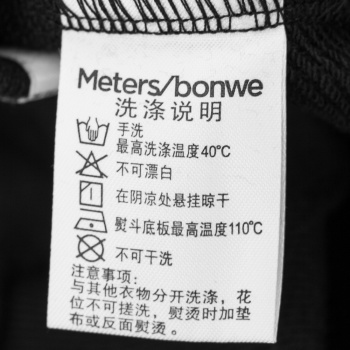 Meters/bonwe
洗涤说明
手洗
最高洗涤温度40℃
不可漂白
在阴凉处悬挂晾干
熨斗底板最高温度110℃
不可干洗
注意事项:
与其他衣物分开洗涤，花
位不可搓洗，熨烫时加垫
布或反面熨烫。